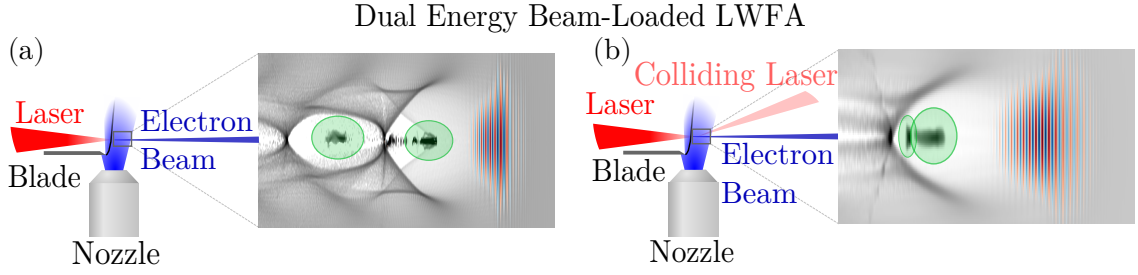 Dual Energy Beam-Loaded LWFA
(a)
Laser
Electron
Beam
Blade
Nozzle
(b)
Colliding Laser
Laser
Electron
Blade
Beam
Nozzle